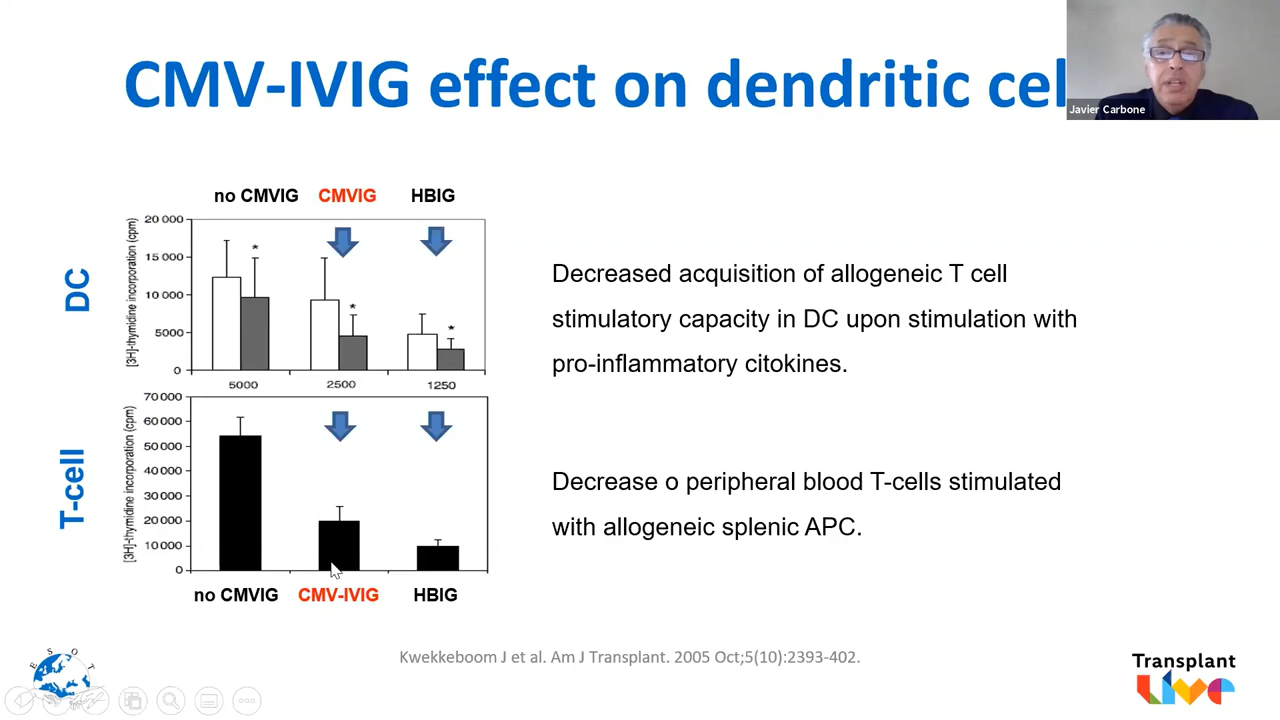 CMV-IVIG effect on dendritic cel
Javier Carbone
no CMVIG CMVIG HBIG
DC
[3H]-thymidine incorporation (cpm)
20 000
15 000
10 000
5000
0
* * *
5000 2500 1250
Decreased acquisition of allogeneic T cell
stimulatory capacity in DC upon stimulation with
pro-inflammatory citokines.
T-cell
[3H]-thymidine incorporation (cpm)
70 000
60 000
50 000
40 000
30 000
20 000
10 000
0
no CMVIG CMV-IVIG HBIG
Decrease o peripheral blood T-cells stimulated
with allogeneic splenic APC.
Kwekkeboom J et al. Am J Transplant. 2005 Oct;5(10):2393-402.
E S O T
Transplant
Live